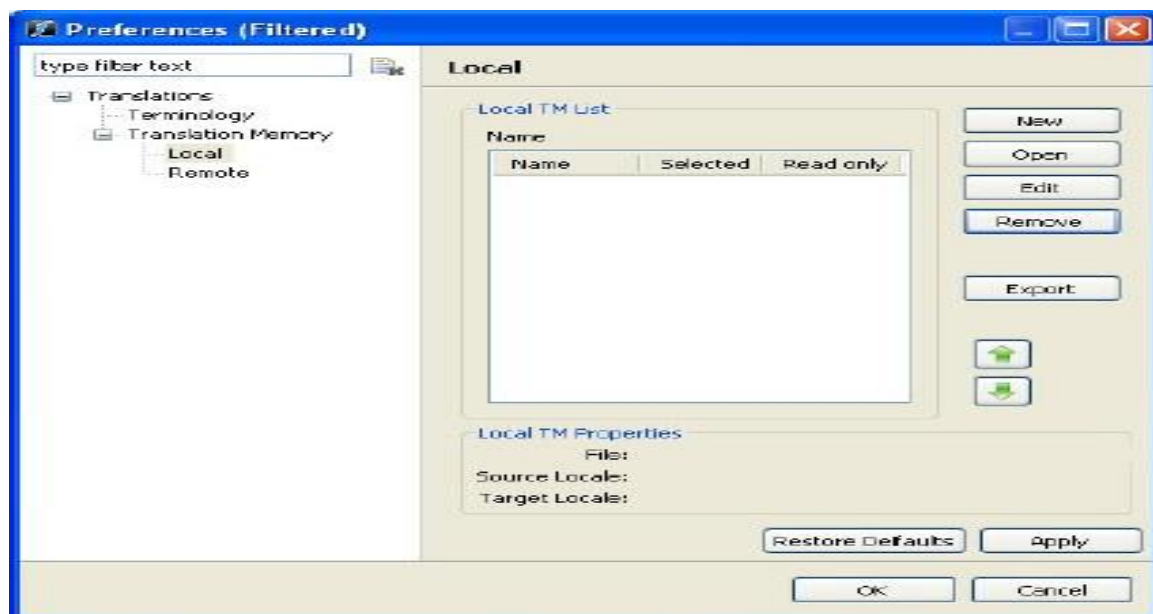 Preferences (Filtered)
type filter text
Translations
Terminology
Translation Memory
Local
Remote
Local
Local TM List
Name
Name Selected Read only
New
Open
Edit
Remove
Export
Local TM Properties
File:
Source Locale:
Target Locale:
Restore Defaults Apply
OK Cancel